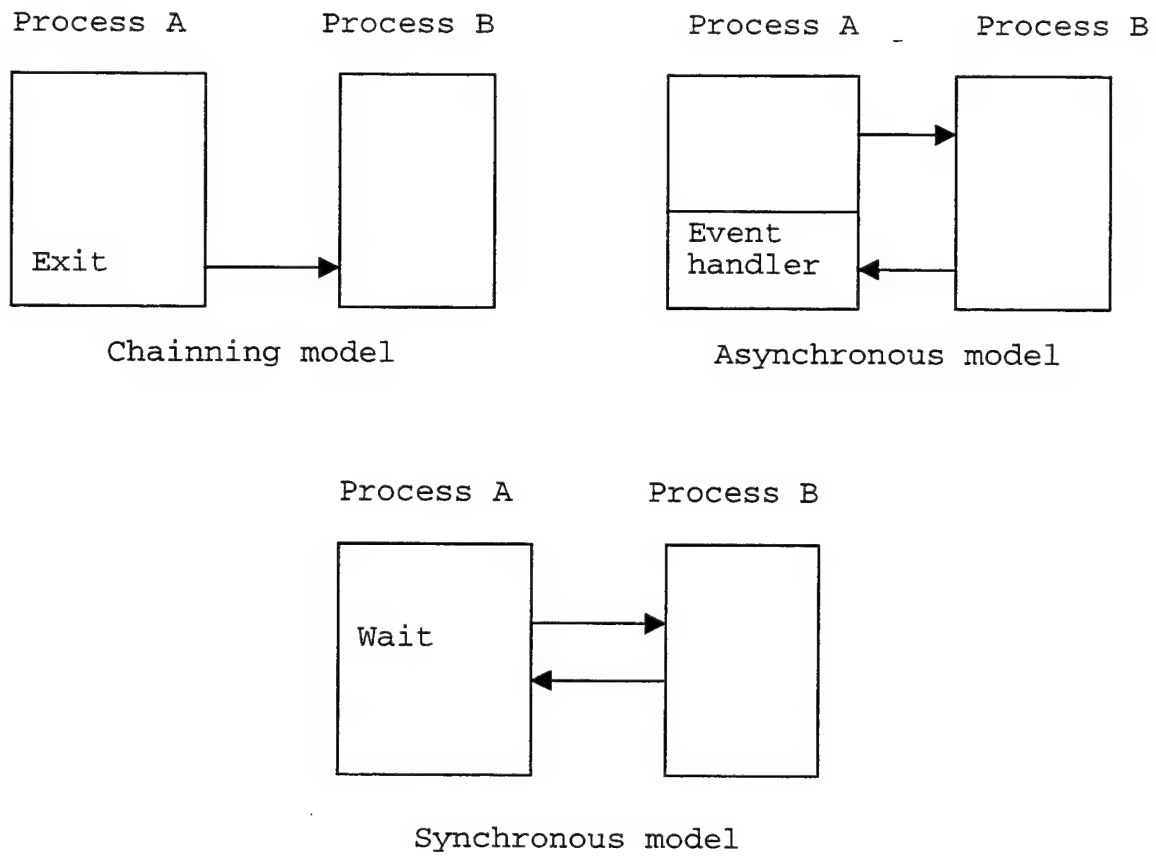 Process A
Process B
Exit
Chainning model
Process A
Process B
Event
handler
Asynchronous model
Process A
Process B
Wait
Synchronous model